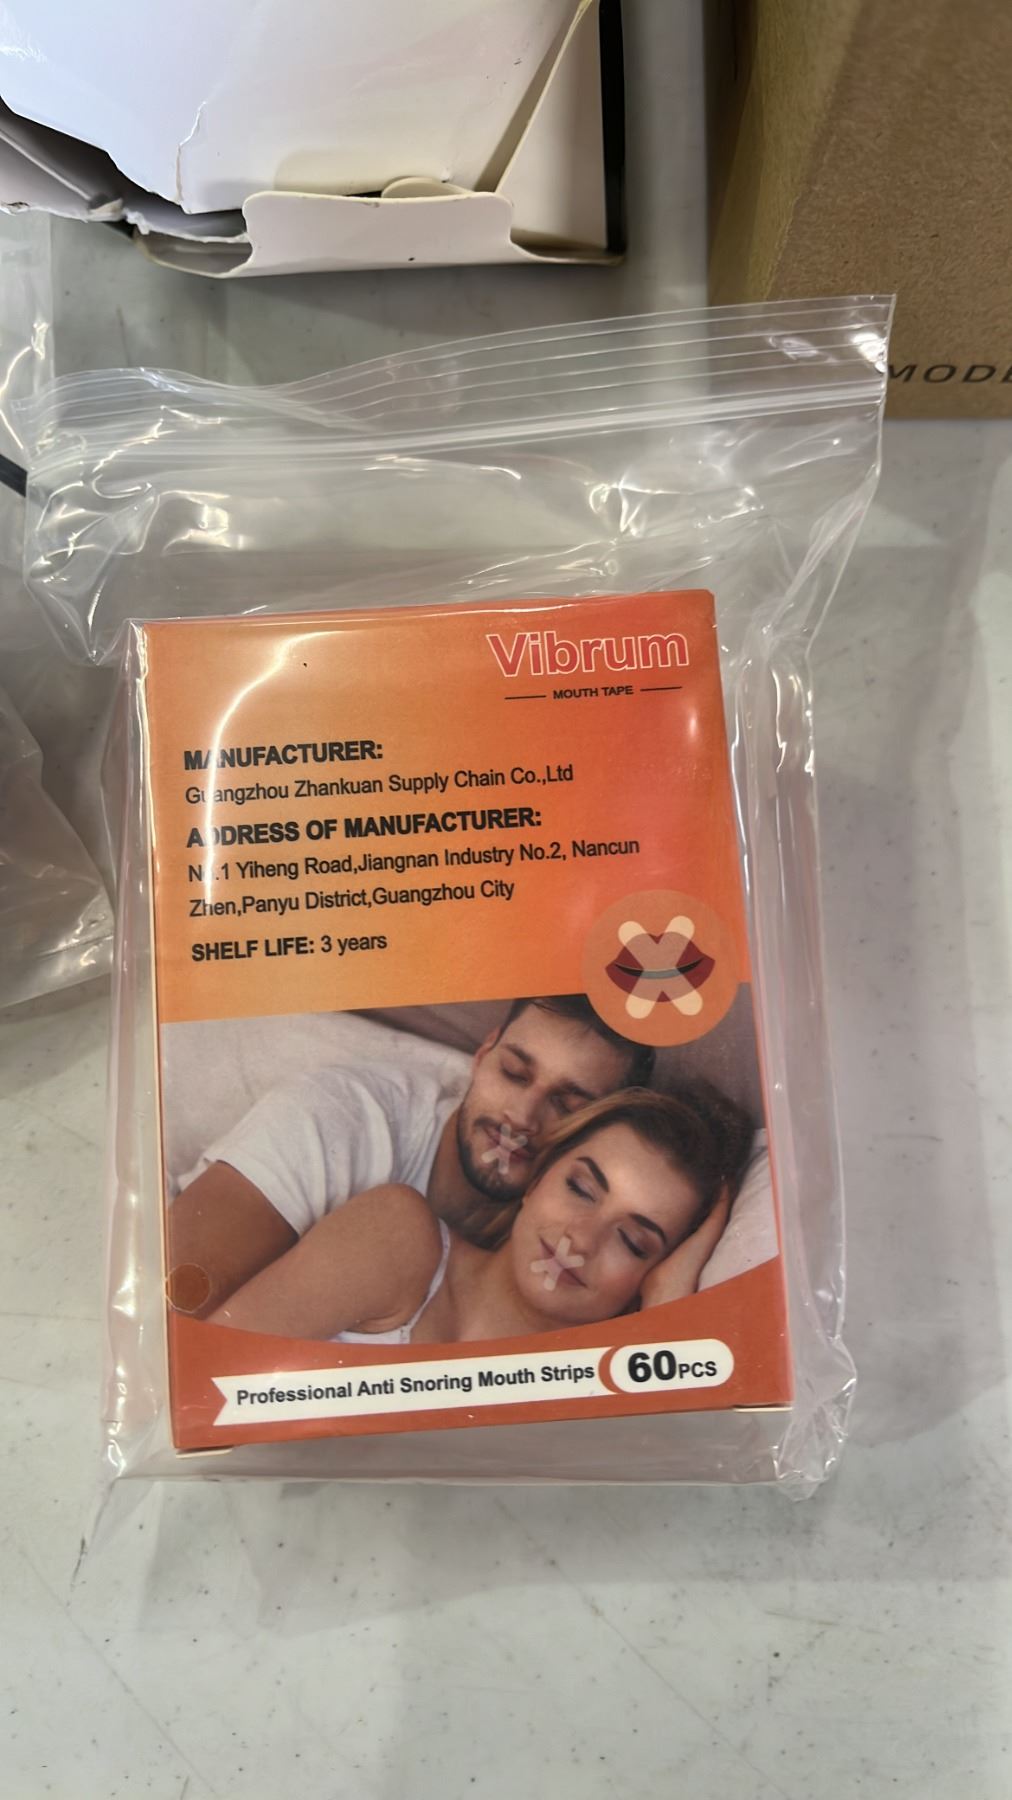 MODE
Vibrum
MOUTH TAPE
MANUFACTURER:
Guangzhou Zhankuan Supply Chain Co.,Ltd
ADDRESS OF MANUFACTURER:
No.1 Yiheng Road,Jiangnan Industry No.2, Nancun
Zhen,Panyu District,Guangzhou City
SHELF LIFE: 3 years
Professional Anti Snoring Mouth Strips 60PCS